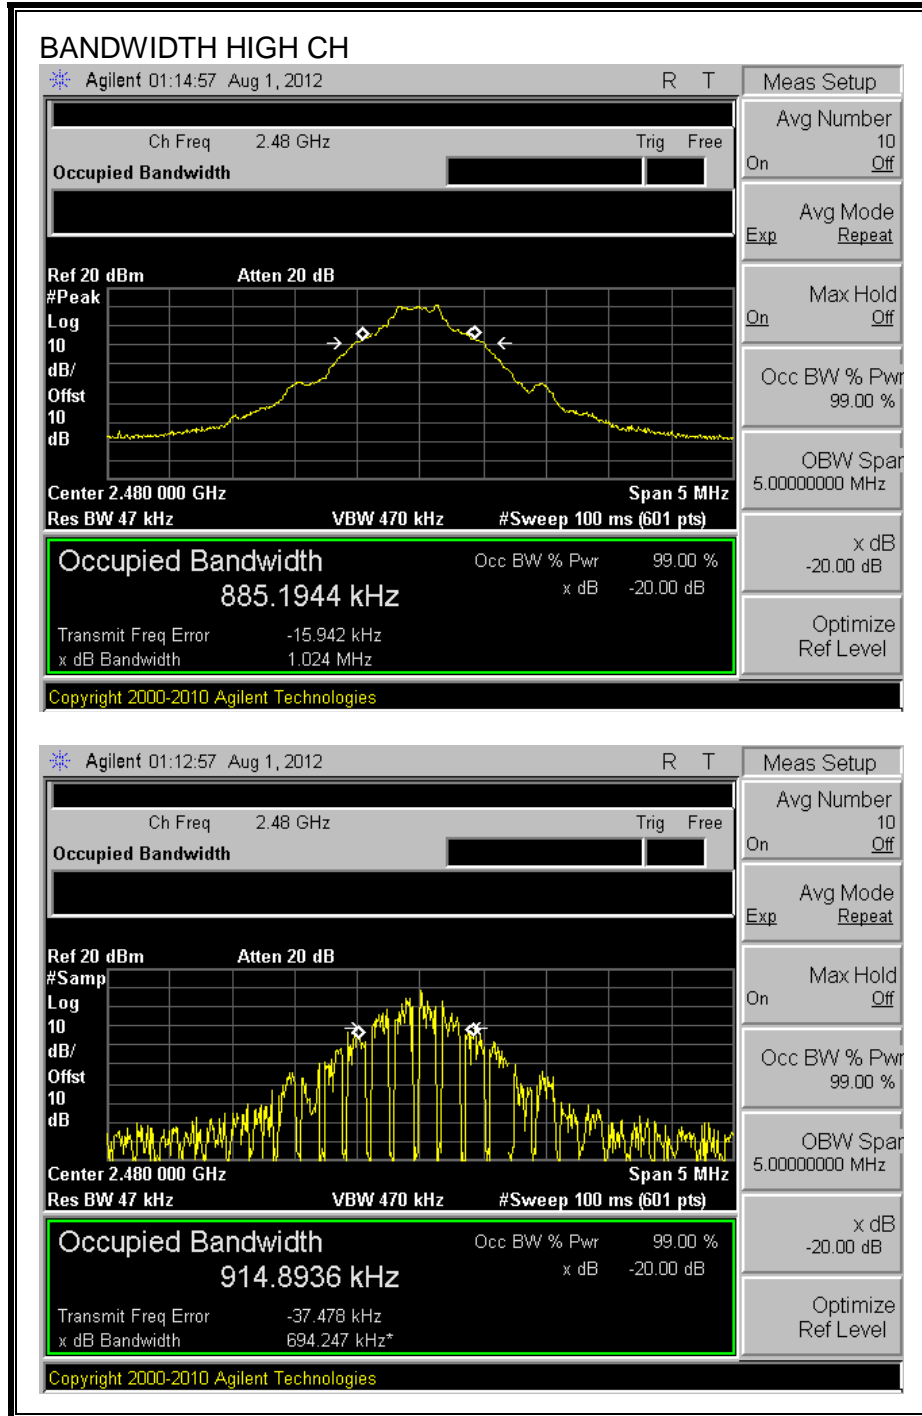 BANDWIDTH HIGH CH
Agilent 01:14:57 Aug 1, 2012 R T
Meas Setup
Ch Freq 2.48 GHz Trig Free
Occupied Bandwidth
Avg Number
10
On Off
Avg Mode
Exp Repeat
Max Hold
On Off
Occ BW % Pwr
99.00 %
OBW Span
5.00000000 MHz
x dB
-20.00 dB
Optimize
Ref Level
Ref 20 dBm Atten 20 dB
#Peak
Log
10
dB/
Offst
10
dB
Center 2.480 000 GHz Span 5 MHz
Res BW 47 kHz VBW 470 kHz #Sweep 100 ms (601 pts)
Occupied Bandwidth Occ BW % Pwr 99.00 %
885.1944 kHz x dB -20.00 dB
Transmit Freq Error -15.942 kHz
x dB Bandwidth 1.024 MHz
Copyright 2000-2010 Agilent Technologies
Agilent 01:12:57 Aug 1, 2012 R T
Meas Setup
Ch Freq 2.48 GHz Trig Free
Occupied Bandwidth
Avg Number
10
On Off
Avg Mode
Exp Repeat
Max Hold
On Off
Occ BW % Pwr
99.00 %
OBW Span
5.00000000 MHz
x dB
-20.00 dB
Optimize
Ref Level
Ref 20 dBm Atten 20 dB
#Samp
Log
10
dB/
Offst
10
dB
Center 2.480 000 GHz Span 5 MHz
Res BW 47 kHz VBW 470 kHz #Sweep 100 ms (601 pts)
Occupied Bandwidth Occ BW % Pwr 99.00 %
914.8936 kHz x dB -20.00 dB
Transmit Freq Error -37.478 kHz
x dB Bandwidth 694.247 kHz*
Copyright 2000-2010 Agilent Technologies